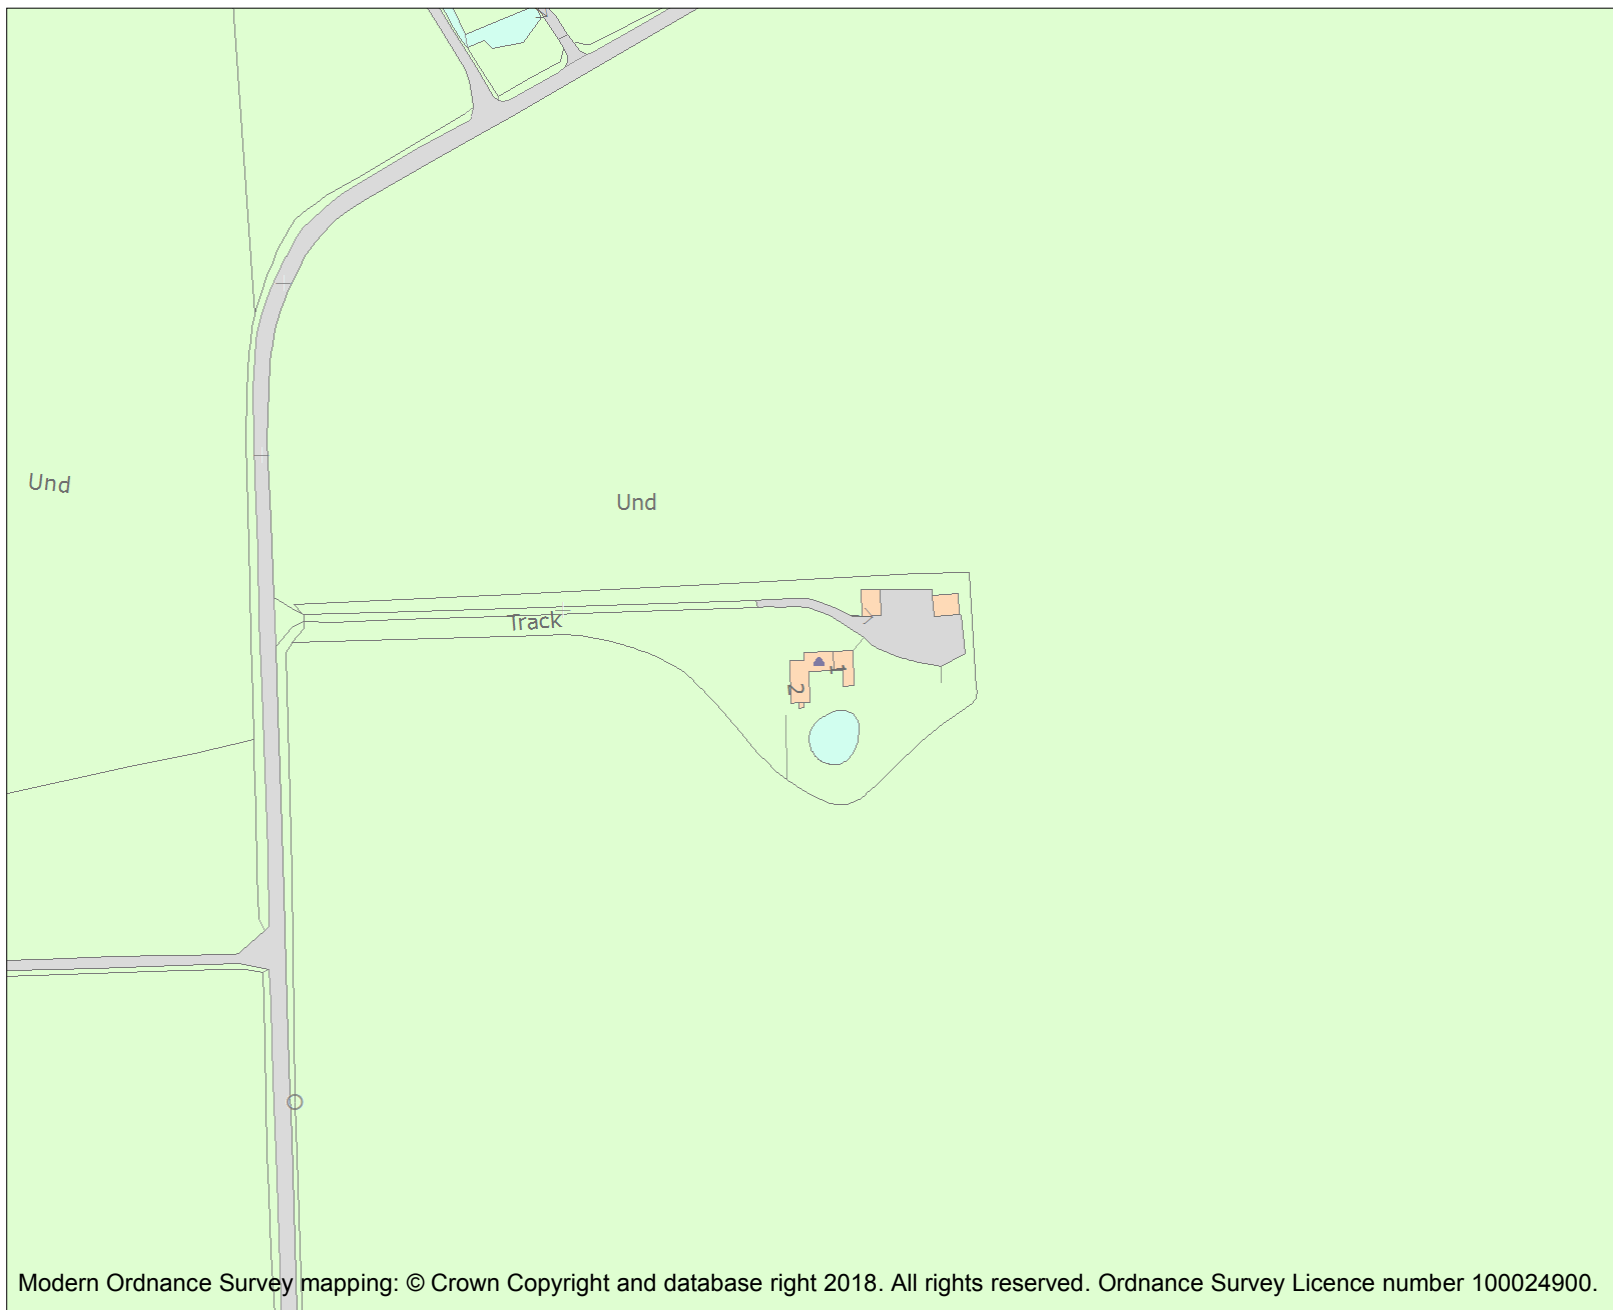 Und
Und
Track
1
2
Modern Ordnance Survey mapping: © Crown Copyright and database right 2018. All rights reserved. Ordnance Survey Licence number 100024900.